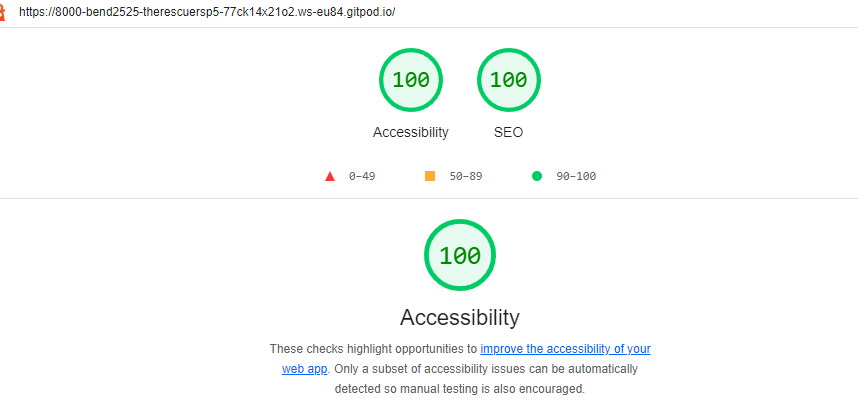 https://8000-bend2525-therescuersp5-77ck14x21o2.ws-eu84.gitpod.io/
100 100
Accessibility SEO
0–49 50–89 90–100
100
Accessibility
These checks highlight opportunities to improve the accessibility of your
web app. Only a subset of accessibility issues can be automatically
detected so manual testing is also encouraged.